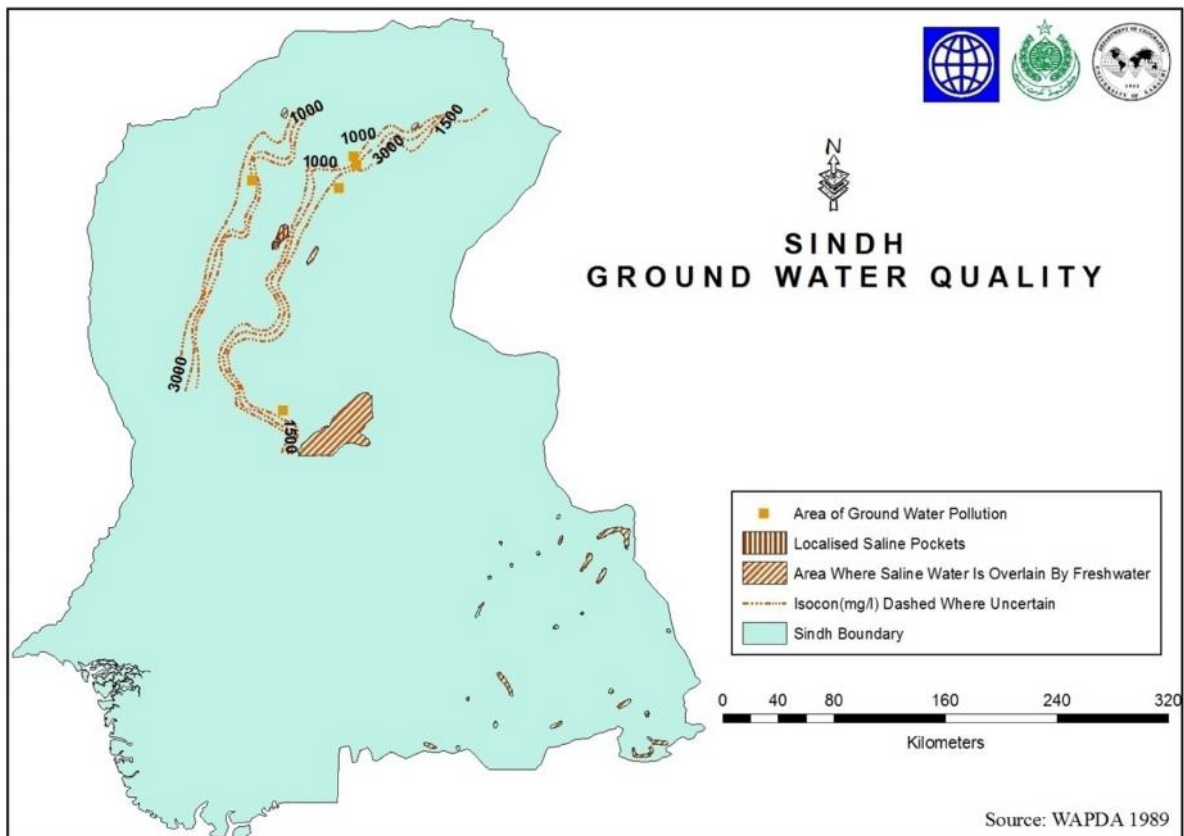 N
SINDH
GROUND WATER QUALITY
1000
1000
1500
3000
1000
3000
1500
Area of Ground Water Pollution
Localised Saline Pockets
Area Where Saline Water Is Overlain By Freshwater
Isocon(mg/l) Dashed Where Uncertain
Sindh Boundary
0 40 80 160 240 320
Kilometers
Source: WAPDA 1989